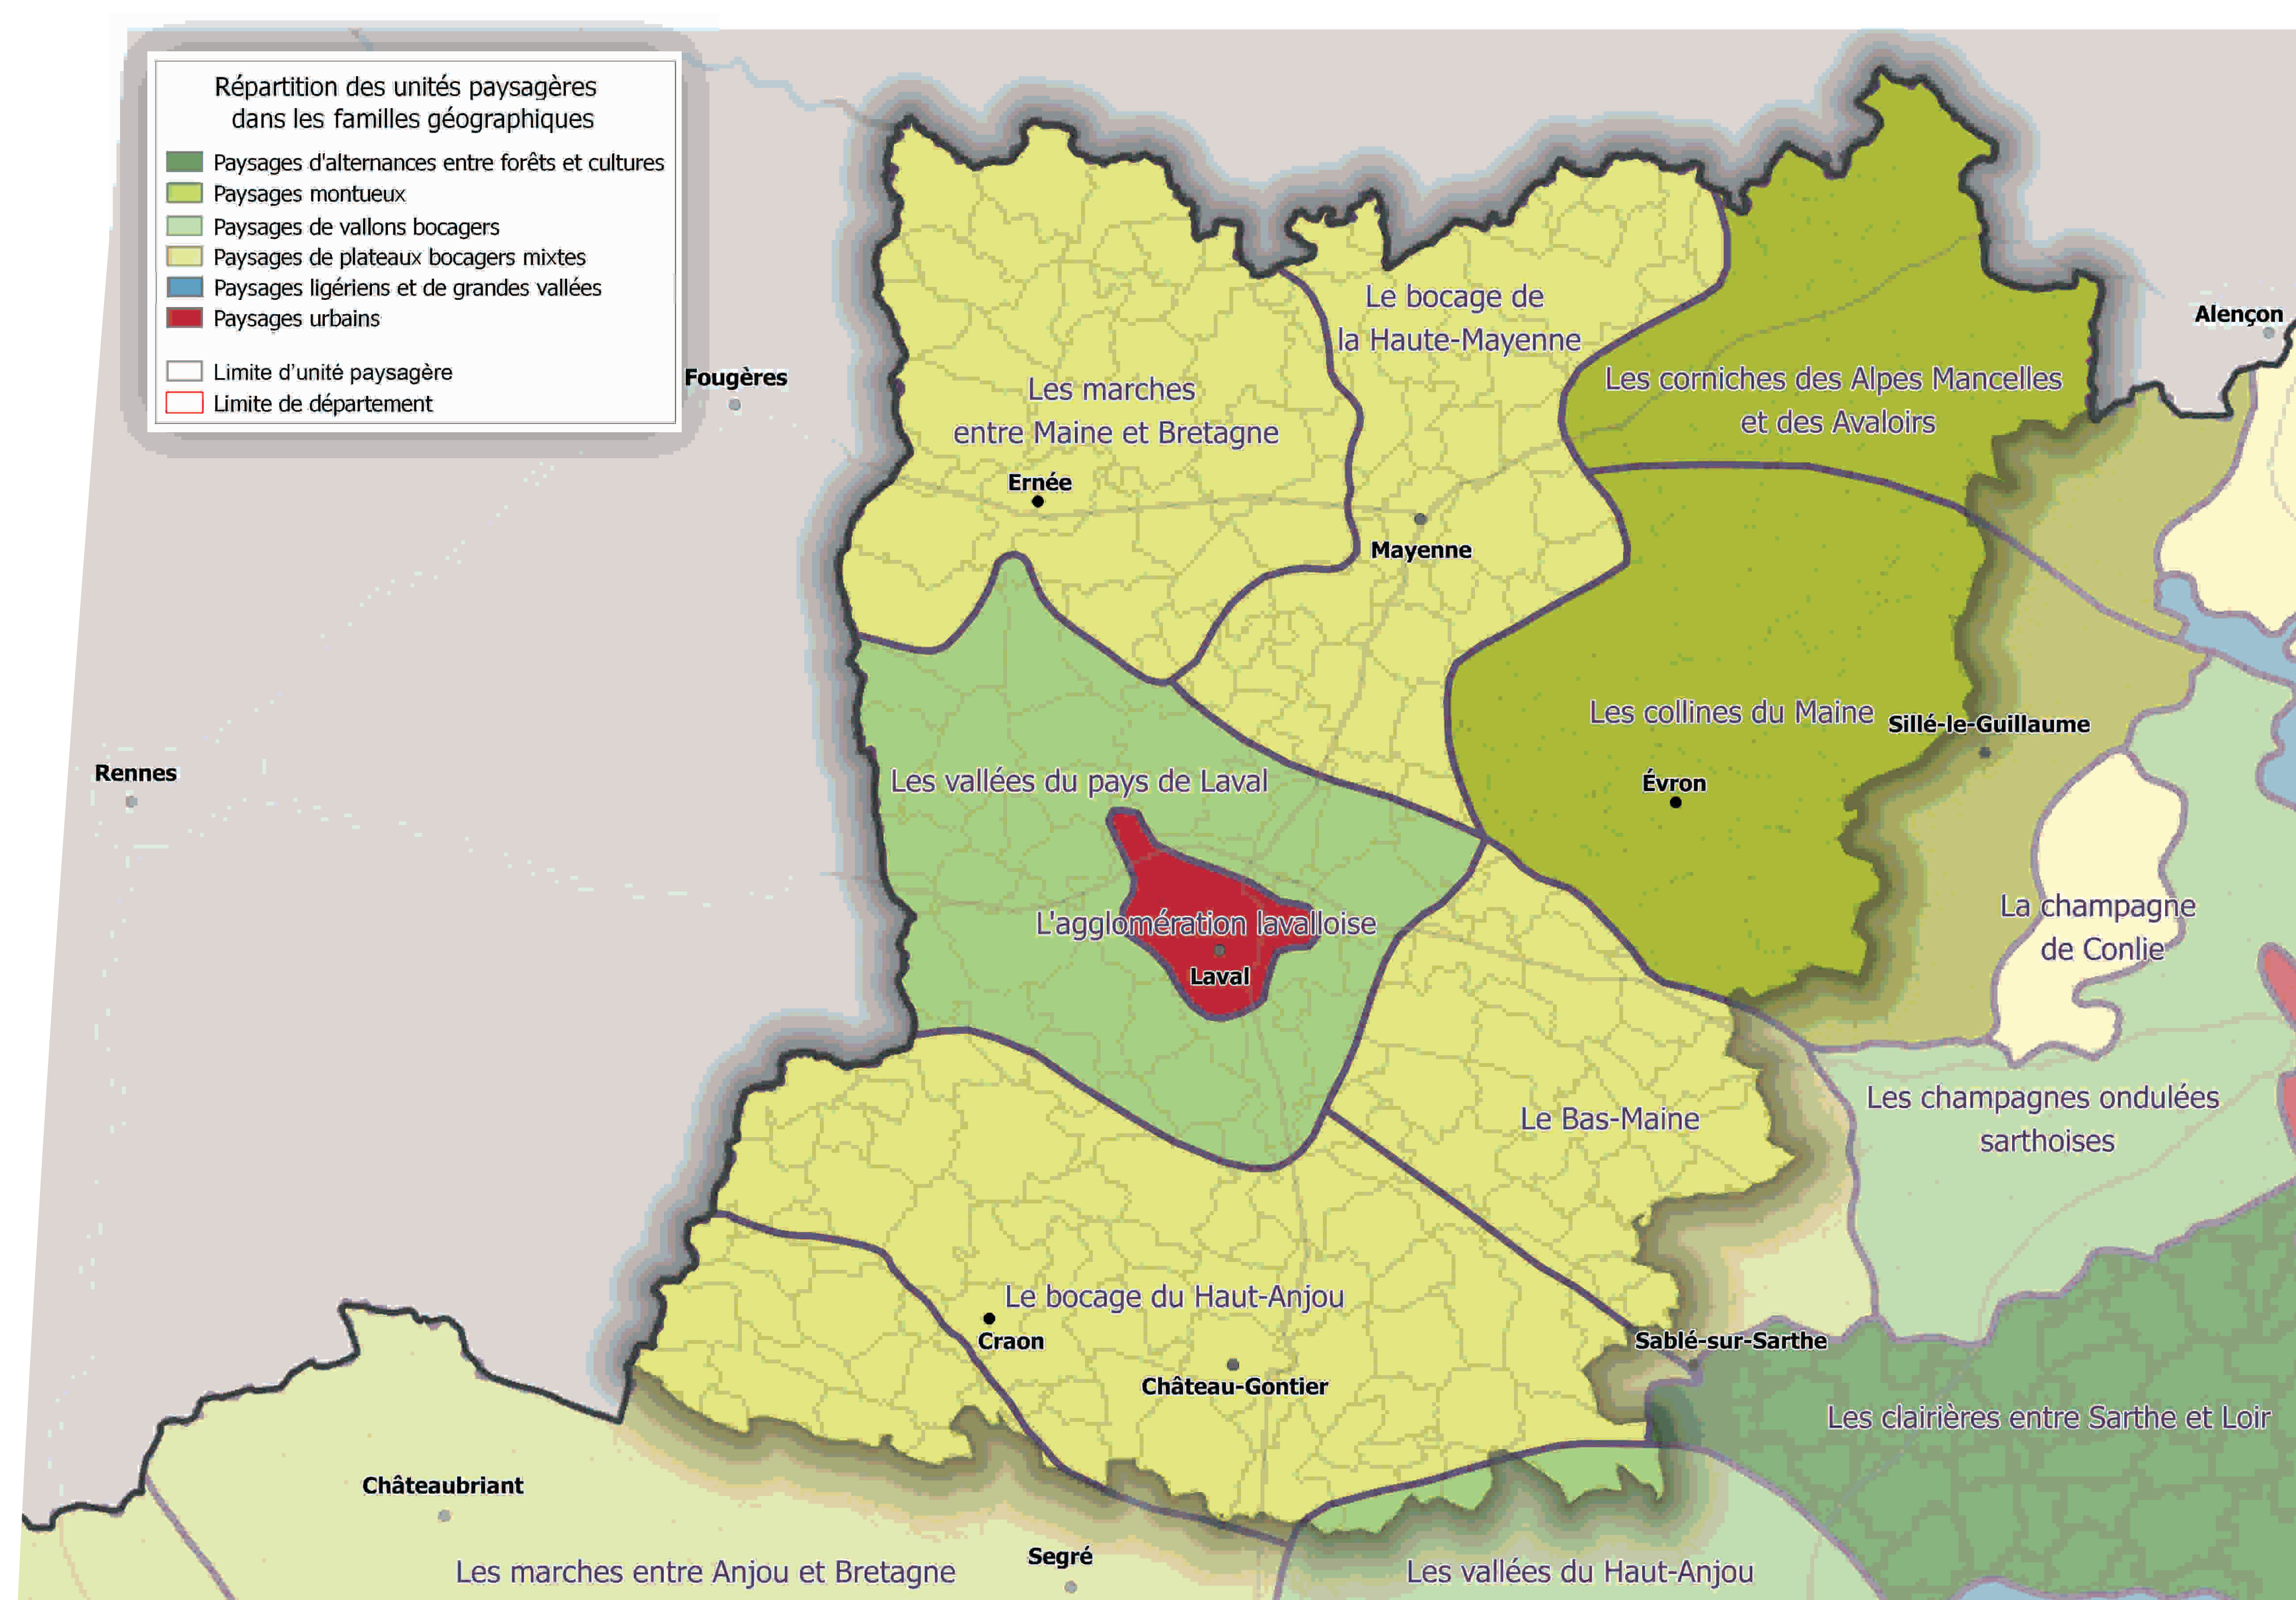 Répartition des unités paysagères
dans les familles géographiques
Paysages d'alternances entre forêts et cultures
Paysages montueux
Paysages de vallons bocagers
Paysages de plateaux bocagers mixtes
Paysages ligériens et de grandes vallées
Paysages urbains
Limite d'unité paysagère
Limite de département
Alençon
Fougères
Le bocage de
la Haute-Mayenne
Les marches
entre Maine et Bretagne
Les corniches des Alpes Mancelles
et des Avaloirs
Ernée
Mayenne
Les collines du Maine
Sillé-le-Guillaume
Rennes
Les vallées du pays de Laval
Évron
L'agglomération lavalloise
Laval
La champagne
de Conlie
Le Bas-Maine
Les champagnes ondulées
sarthoises
Le bocage du Haut-Anjou
Craon
Sablé-sur-Sarthe
Château-Gontier
Les clairières entre Sarthe et Loir
Châteaubriant
Segré
Les marches entre Anjou et Bretagne
Les vallées du Haut-Anjou